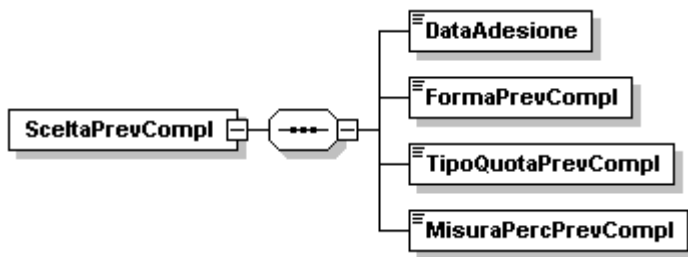 DataAdesione
FormaPrevCompl
SceltaPrevCompl
TipoQuotaPrevCompl
MisuraPercPrevCompl